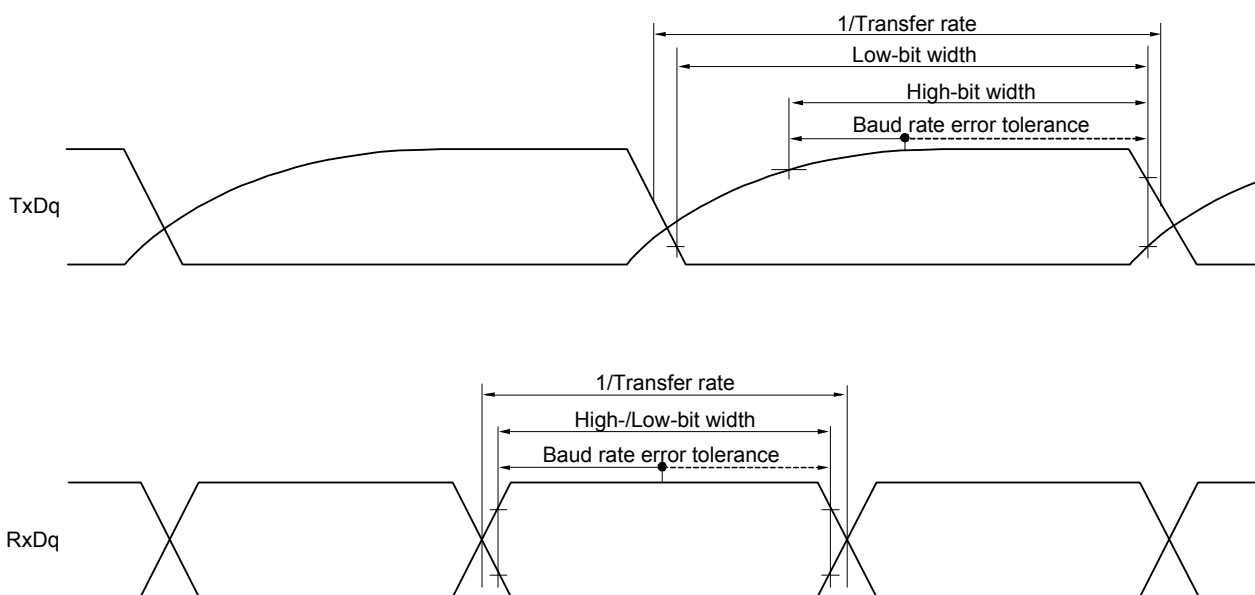 1/Transfer rate
Low-bit width
High-bit width
Baud rate error tolerance
TxDq
1/Transfer rate
High-/Low-bit width
Baud rate error tolerance
RxDq